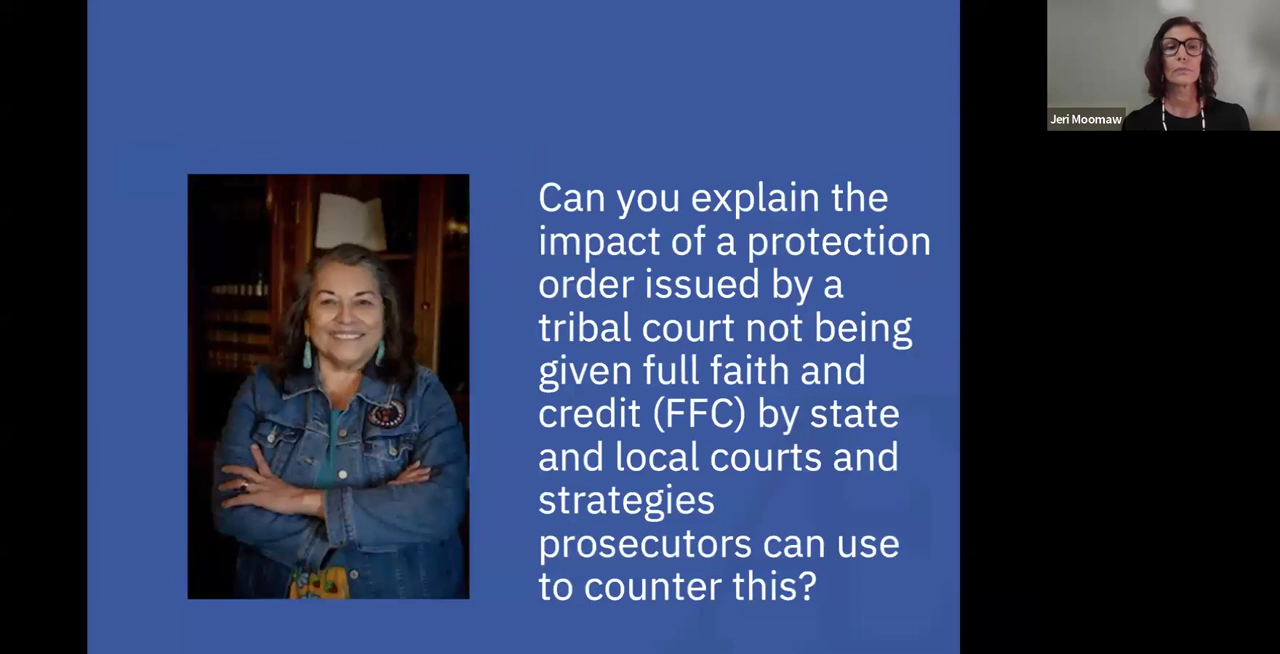 Can you explain the
impact of a protection
order issued by a
tribal court not being
given full faith and
credit (FFC) by state
and local courts and
strategies
prosecutors can use
to counter this?
Jeri Moomaw